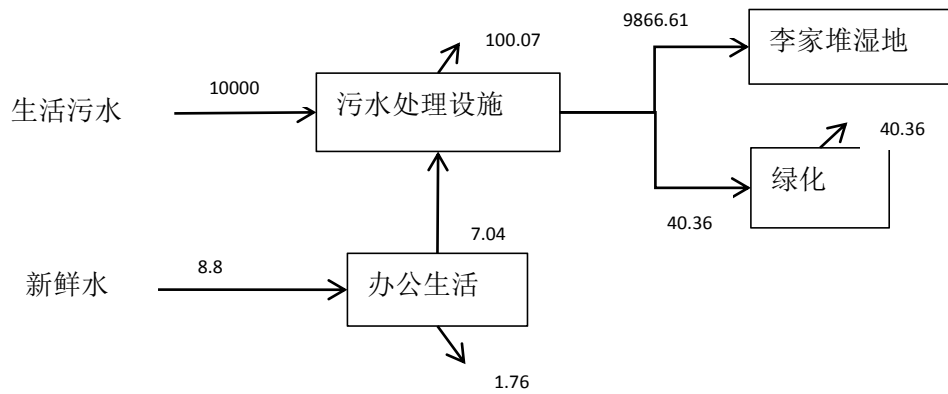 9866.61
李家堆湿地
100.07
10000
生活污水
污水处理设施
40.36
绿化
40.36
7.04
新鲜水
8.8
办公生活
1.76